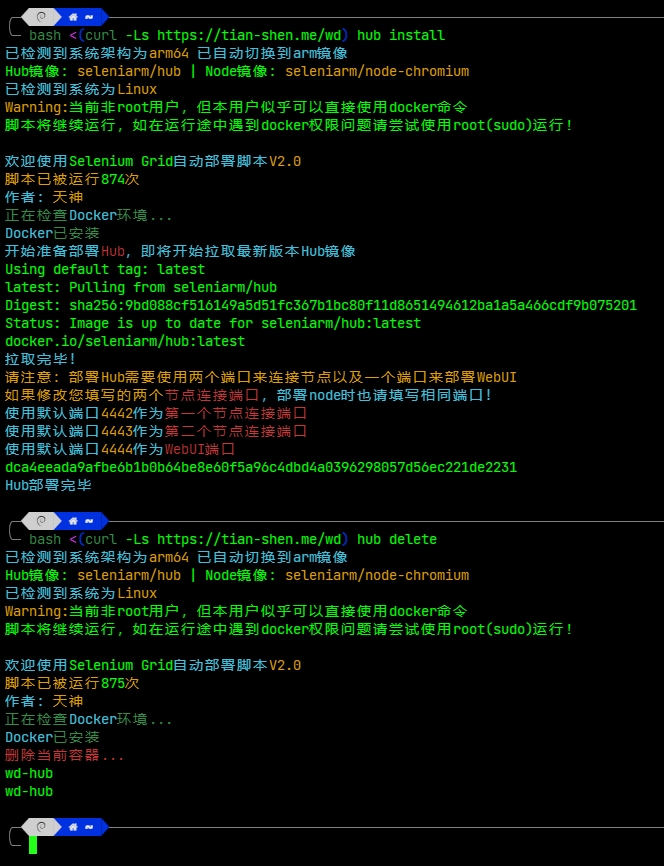 ~
bash <(curl -Ls https://tian-shen.me/wd) hub install
已检测到系统架构为arm64 已自动切换到arm镜像
Hub镜像: seleniarm/hub | Node镜像: seleniarm/node-chromium
已检测到系统为Linux
Warning:当前非root用户，但本用户似乎可以直接使用docker命令
脚本将继续运行，如在运行途中遇到docker权限问题请尝试使用root(sudo)运行！
欢迎使用Selenium Grid自动部署脚本V2.0
脚本已被运行874次
作者: 天神
正在检查Docker环境...
Docker已安装
开始准备部署Hub，即将开始拉取最新版本Hub镜像
Using default tag: latest
latest: Pulling from seleniarm/hub
Digest: sha256:9bd088cf516149a5d51fc367b1bc80f11d8651494612ba1a5a466cdf9b075201
Status: Image is up to date for seleniarm/hub:latest
docker.io/seleniarm/hub:latest
拉取完毕！
请注意: 部署Hub需要使用两个端口来连接节点以及一个端口来部署WebUI
如果修改您填写的两个节点连接端口，部署node时也请填写相同端口！
使用默认端口4442作为第一个节点连接端口
使用默认端口4443作为第二个节点连接端口
使用默认端口4444作为WebUI端口
dca4eeada9afbe6b1b0b64be8e60f5a96c4dbd4a0396298057d56ec221de2231
Hub部署完毕
~
bash <(curl -Ls https://tian-shen.me/wd) hub delete
已检测到系统架构为arm64 已自动切换到arm镜像
Hub镜像: seleniarm/hub | Node镜像: seleniarm/node-chromium
已检测到系统为Linux
Warning:当前非root用户，但本用户似乎可以直接使用docker命令
脚本将继续运行，如在运行途中遇到docker权限问题请尝试使用root(sudo)运行！
欢迎使用Selenium Grid自动部署脚本V2.0
脚本已被运行875次
作者: 天神
正在检查Docker环境...
Docker已安装
删除当前容器...
wd-hub
wd-hub
~